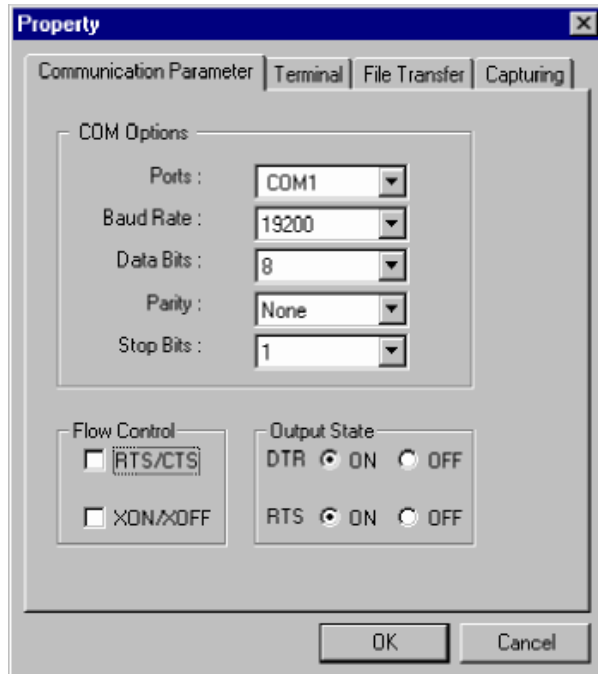 Property
Communication Parameter Terminal File Transfer Capturing
COM Options
Ports : COM1
Baud Rate : 19200
Data Bits : 8
Parity : None
Stop Bits : 1
Flow Control
RTS/CTS
XON/XOFF
Output State
DTR ON OFF
RTS ON OFF
OK Cancel